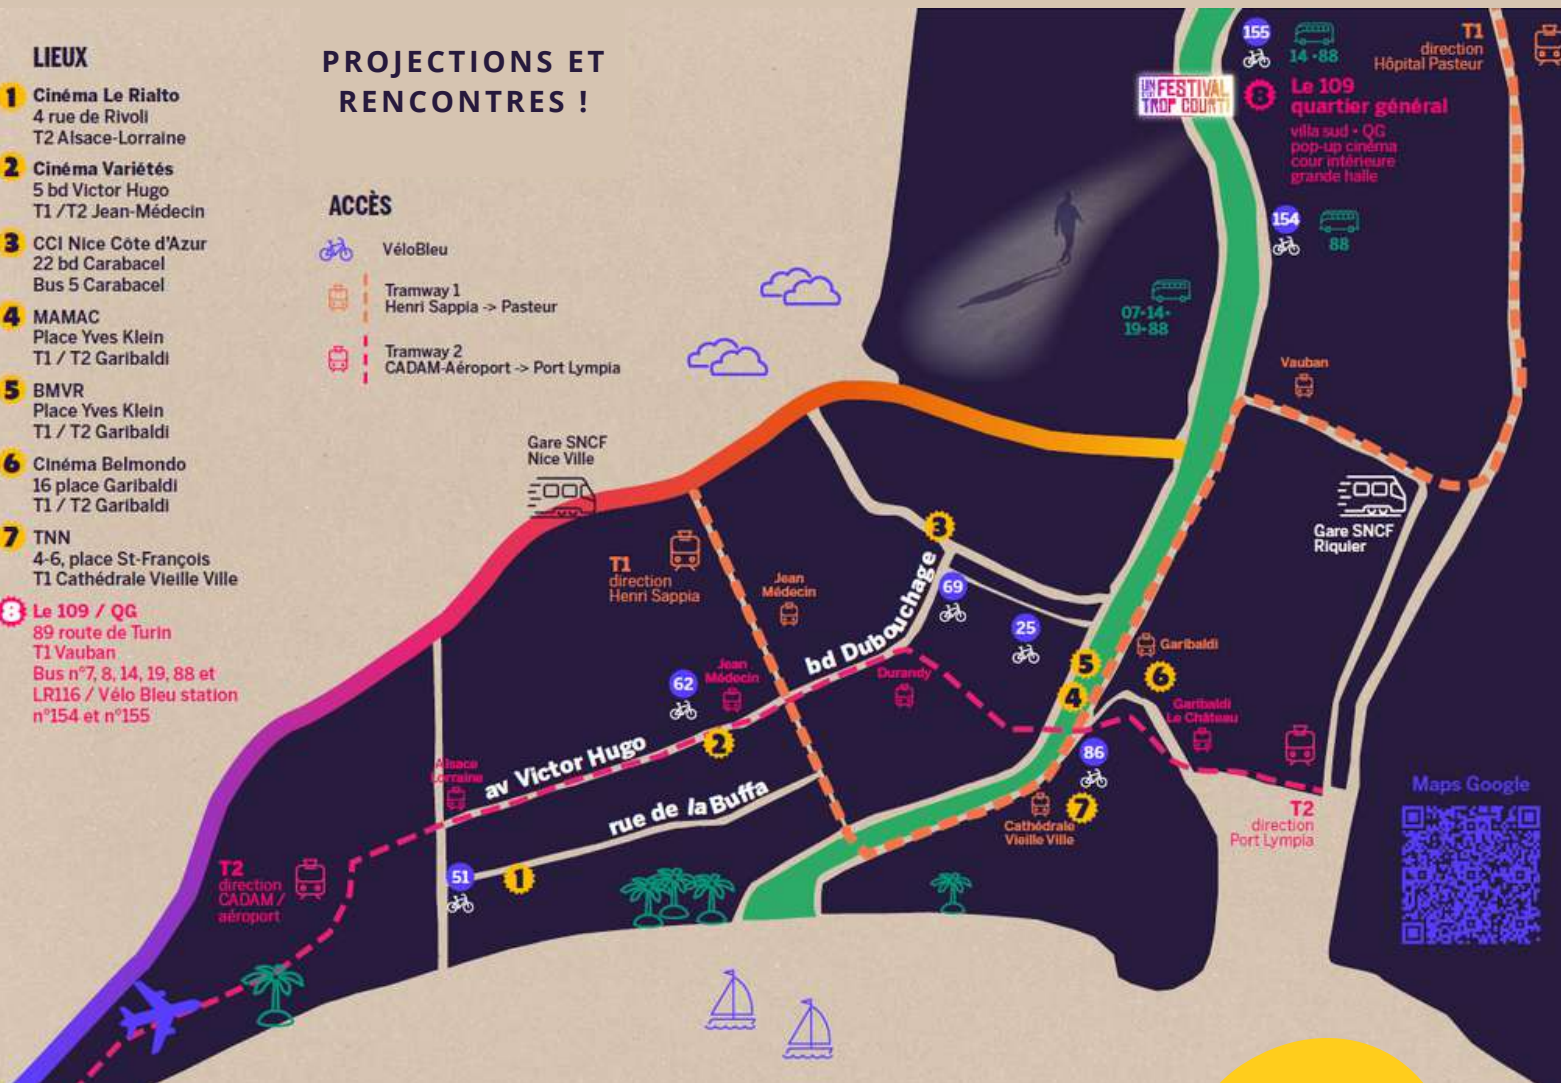 LIEUX
1 Cinéma Le Rialto
4 rue de Rivoli
T2 Alsace-Lorraine
2 Cinéma Variétés
5 bd Victor Hugo
T1 / T2 Jean-Médecin
3 CCI Nice Côte d'Azur
22 bd Carabacel
Bus 5 Carabacel
4 MAMAC
Place Yves Klein
T1 / T2 Garibaldi
5 BMVR
Place Yves Klein
T1 / T2 Garibaldi
6 Cinéma Belmondo
16 place Garibaldi
T1 / T2 Garibaldi
7 TNN
4-6, place St-François
T1 Cathédrale Vieille Ville
8 Le 109 / QG
89 route de Turin
T1 Vauban
Bus n°7, 8, 14, 19, 88 et
LR116 / Vélo Bleu station
n°154 et n°155
PROJECTIONS ET
RENCONTRES !
ACCÈS
VéloBleu
Tramway 1
Henri Sappia -> Pasteur
Tramway 2
CADAM-Aéroport -> Port Lympia
155
14 • 88
T1
direction
Hôpital Pasteur
UN FESTIVAL
TROP COURT!
8 Le 109
quartier général
villa sud • QG
pop-up cinéma
cour intérieure
grande halle
154
88
07•14•
19•88
Vauban
Gare SNCF
Nice Ville
Gare SNCF
Riquier
3
T1
direction
Henri Sappia
Jean
Médecin
bd Dubouchage
69
25
Garibaldi
5
6
4
62
Jean
Médecin
Durandy
Garibaldi
Le Château
2
86
Alsace
Lorraine
av Victor Hugo
rue de la Buffa
7
Cathédrale
Vieille Ville
T2
direction
Port Lympia
Maps Google
T2
direction
CADAM /
aéroport
51
1